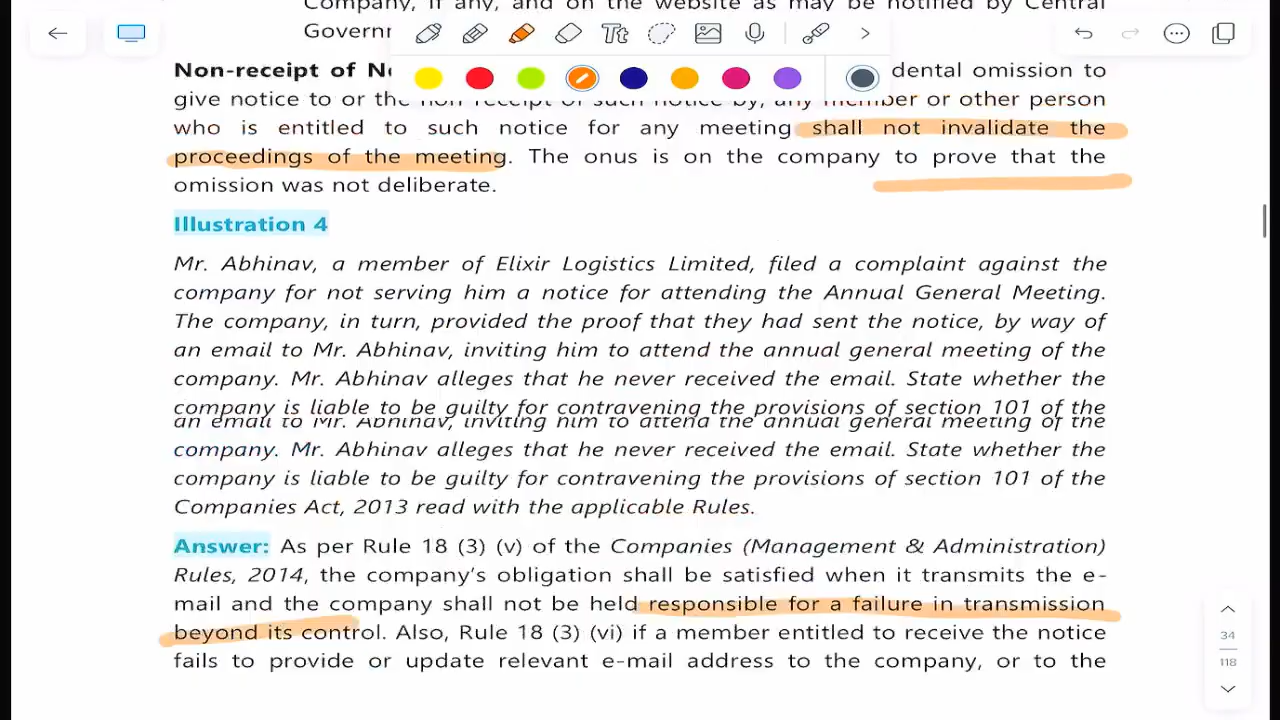 Company, if any, and on the website as may be notified by Central
Governr
Tt
Non-receipt of N dental omission to
give notice to or the non receipt of such notice by, any member or other person
who is entitled to such notice for any meeting shall not invalidate the
proceedings of the meeting. The onus is on the company to prove that the
omission was not deliberate.
Illustration 4
Mr. Abhinav, a member of Elixir Logistics Limited, filed a complaint against the
company for not serving him a notice for attending the Annual General Meeting.
The company, in turn, provided the proof that they had sent the notice, by way of
an email to Mr. Abhinav, inviting him to attend the annual general meeting of the
company. Mr. Abhinav alleges that he never received the email. State whether the
company is liable to be guilty for contravening the provisions of section 101 of the
an email to Mr. Abhinav, inviting him to attend the annual general meeting of the
company. Mr. Abhinav alleges that he never received the email. State whether the
company is liable to be guilty for contravening the provisions of section 101 of the
Companies Act, 2013 read with the applicable Rules.
Answer: As per Rule 18 (3) (v) of the Companies (Management & Administration)
Rules, 2014, the company's obligation shall be satisfied when it transmits the e-
mail and the company shall not be held responsible for a failure in transmission
beyond its control. Also, Rule 18 (3) (vi) if a member entitled to receive the notice
fails to provide or update relevant e-mail address to the company, or to the
34
118